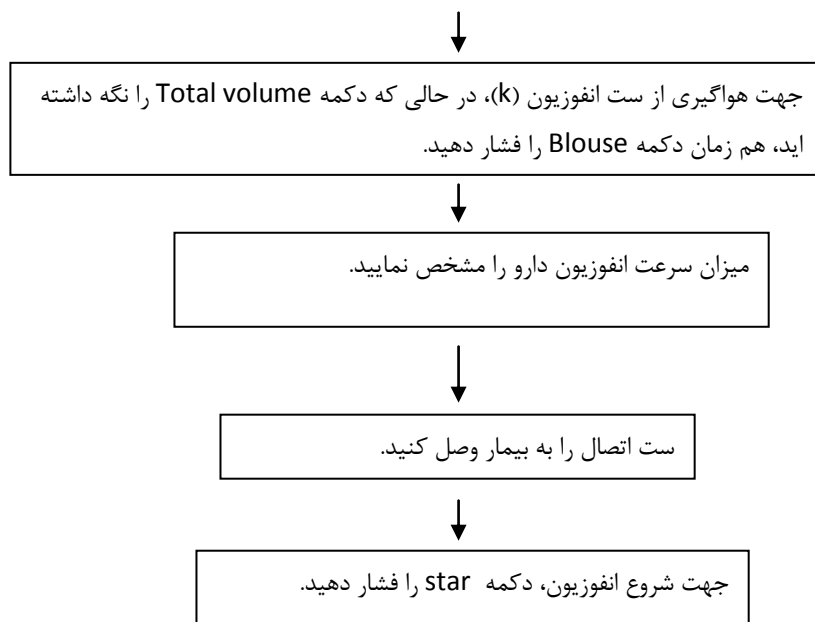 جهت هواگیری از ست انفوزیون (k)، در حالی که دکمه Total volume را نگه داشته
اید، هم زمان دکمه Blouse را فشار دهید.
میزان سرعت انفوزیون دارو را مشخص نمایید.
ست اتصال را به بیمار وصل کنید.
جهت شروع انفوزیون، دکمه star را فشار دهید.